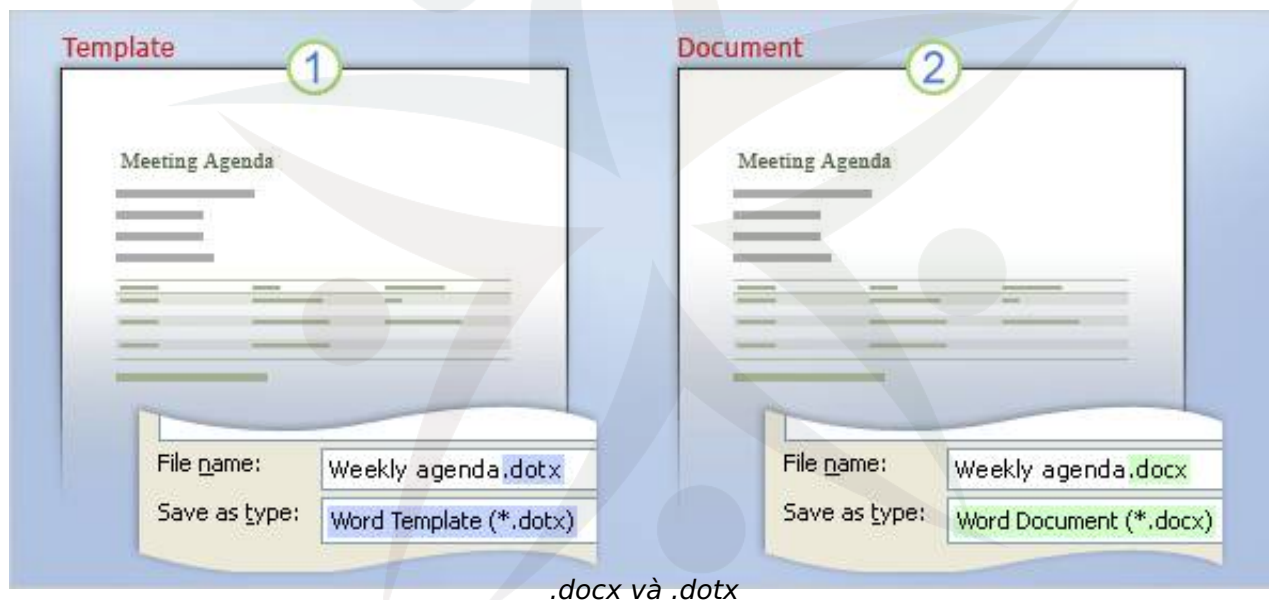 Template
1
Meeting Agenda
File name: Weekly agenda.dotx
Save as type: Word Template (*.dotx)
Document
2
Meeting Agenda
File name: Weekly agenda.docx
Save as type: Word Document (*.docx)
.docx và .dotx